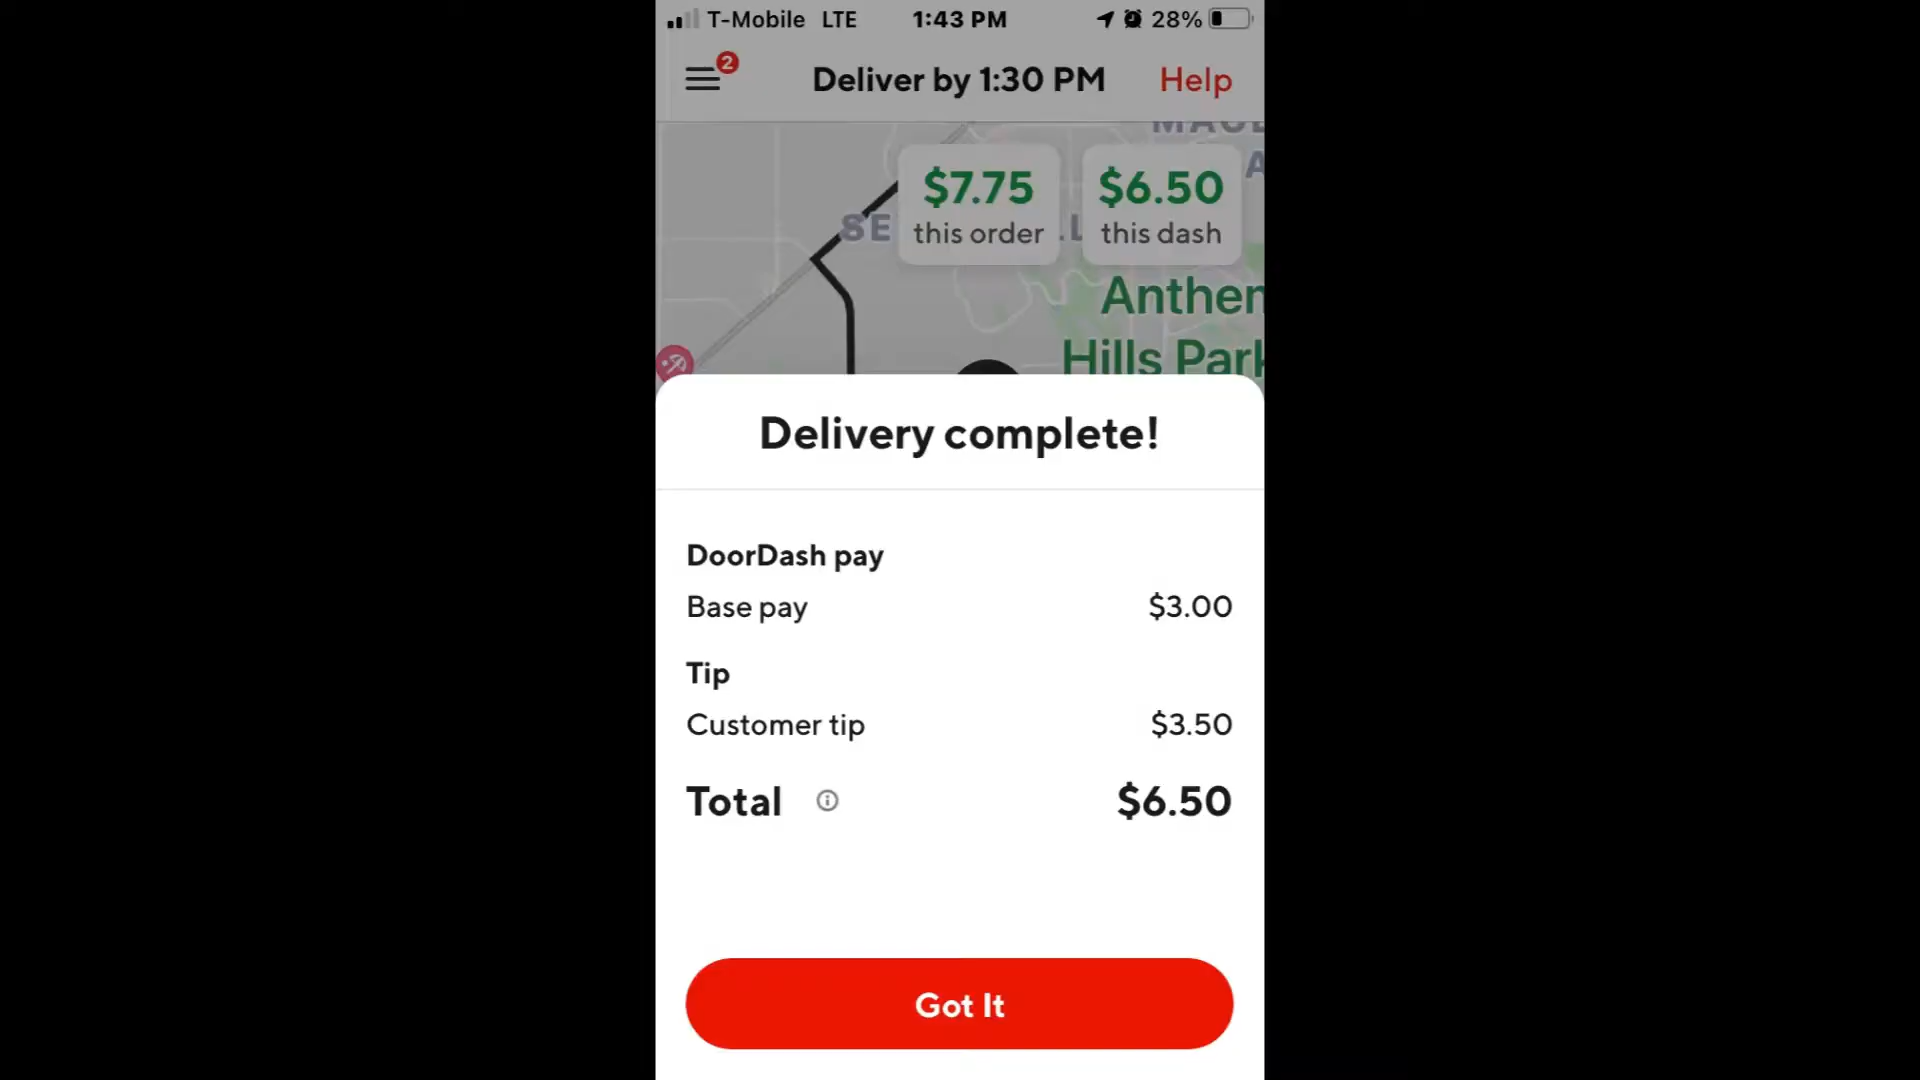 T-Mobile LTE 1:43 PM 28%
2
Deliver by 1:30 PM Help
$7.75 $6.50
this order this dash
Hills Park
Delivery complete!
DoorDash pay
Base pay $3.00
Tip
Customer tip $3.50
Total $6.50
Got It